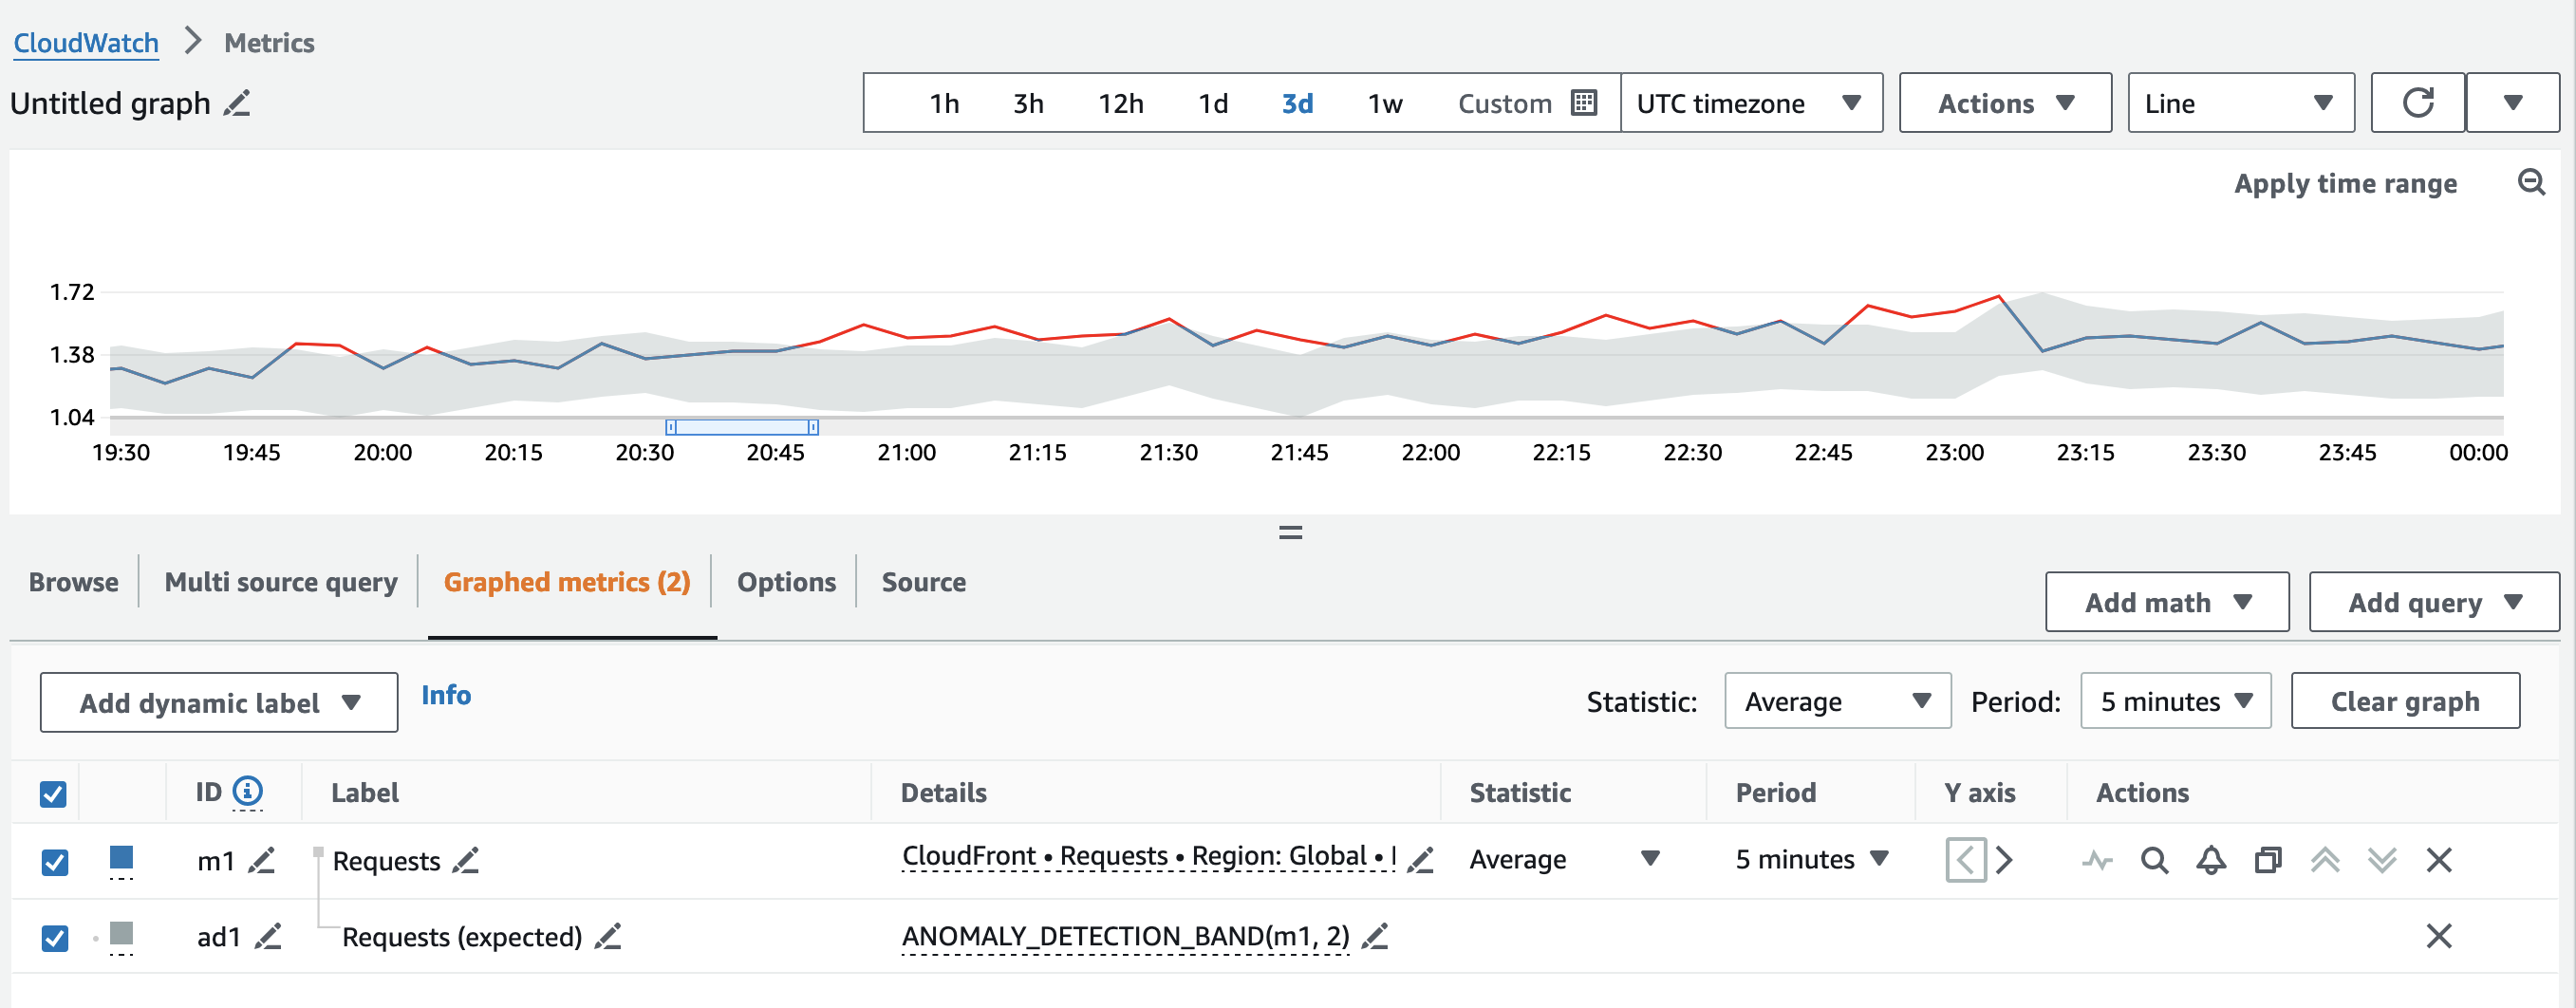 CloudWatch > Metrics
Untitled graph
1h 3h 12h 1d 3d 1w Custom UTC timezone Actions Line
Apply time range
1.72
1.38
1.04
19:30 19:45 20:00 20:15 20:30 20:45 21:00 21:15 21:30 21:45 22:00 22:15 22:30 22:45 23:00 23:15 23:30 23:45 00:00
Browse Multi source query Graphed metrics (2) Options Source
Add math Add query
Add dynamic label Info Statistic: Average Period: 5 minutes Clear graph
ID Label Details Statistic Period Y axis Actions
m1 Requests CloudFront • Requests • Region: Global • Average 5 minutes
ad1 Requests (expected) ANOMALY_DETECTION_BAND(m1, 2)